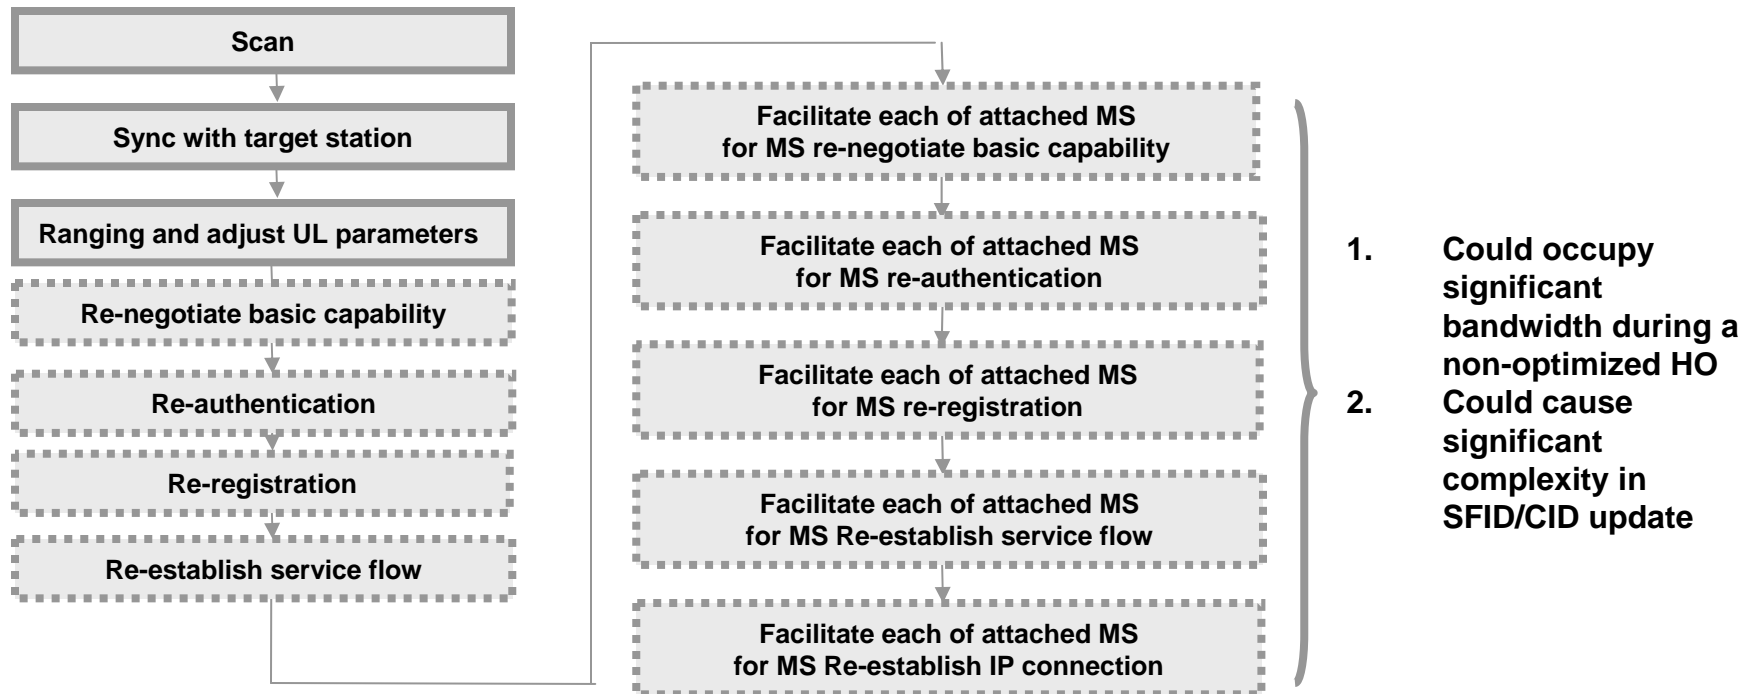 Scan
Sync with target station
Ranging and adjust UL parameters
Re-negotiate basic capability
Re-authentication
Re-registration
Re-establish service flow
Facilitate each of attached MS
for MS re-negotiate basic capability
Facilitate each of attached MS
for MS re-authentication
Facilitate each of attached MS
for MS re-registration
Facilitate each of attached MS
for MS Re-establish service flow
Facilitate each of attached MS
for MS Re-establish IP connection
1. Could occupy
significant
bandwidth during a
non-optimized HO
2. Could cause
significant
complexity in
SFID/CID update